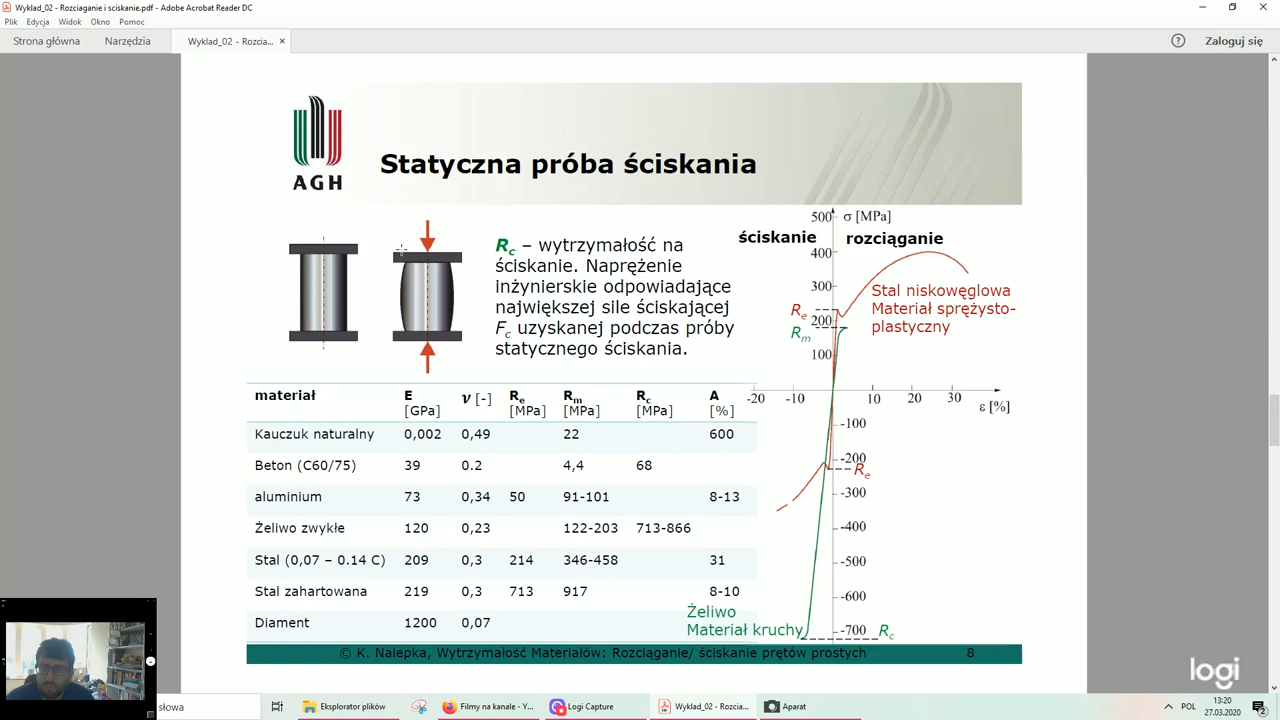 Wyklad_02 - Rozciaganie i sciskanie.pdf - Adobe Acrobat Reader DC
Plik Edycja Widok Okno Pomoc
Strona główna Narzędzia Wyklad_02 - Rozcia... × Zaloguj się
AGH
Statyczna próba ściskania
Rc – wytrzymałość na
ściskanie. Naprężenie
inżynierskie odpowiadające
największej sile ściskającej
Fc uzyskanej podczas próby
statycznego ściskania.
ściskanie rozciąganie
σ [MPa]
500
400
300
200
100
-20 -10 10 20 30
ε [%]
-100
-200
-300
-400
-500
-600
-700
Re
Rm
Stal niskowęglowa
Materiał sprężysto-
plastyczny
Re
Żeliwo
Materiał kruchy
Rc
materiał E [GPa] ν [-] Re [MPa] Rm [MPa] Rc [MPa] A [%]
Kauczuk naturalny 0,002 0,49 22 600
Beton (C60/75) 39 0.2 4,4 68
aluminium 73 0,34 50 91-101 8-13
Żeliwo zwykłe 120 0,23 122-203 713-866
Stal (0,07 – 0.14 C) 209 0,3 214 346-458 31
Stal zahartowana 219 0,3 713 917 8-10
Diament 1200 0,07
© K. Nalepka, Wytrzymałość Materiałów: Rozciąganie/ ściskanie prętów prostych 8
logi
słowa Eksplorator plików Filmy na kanale - Y... Logi Capture Wyklad_02 - Rozcia... Aparat POL 13:20
27.03.2020
2